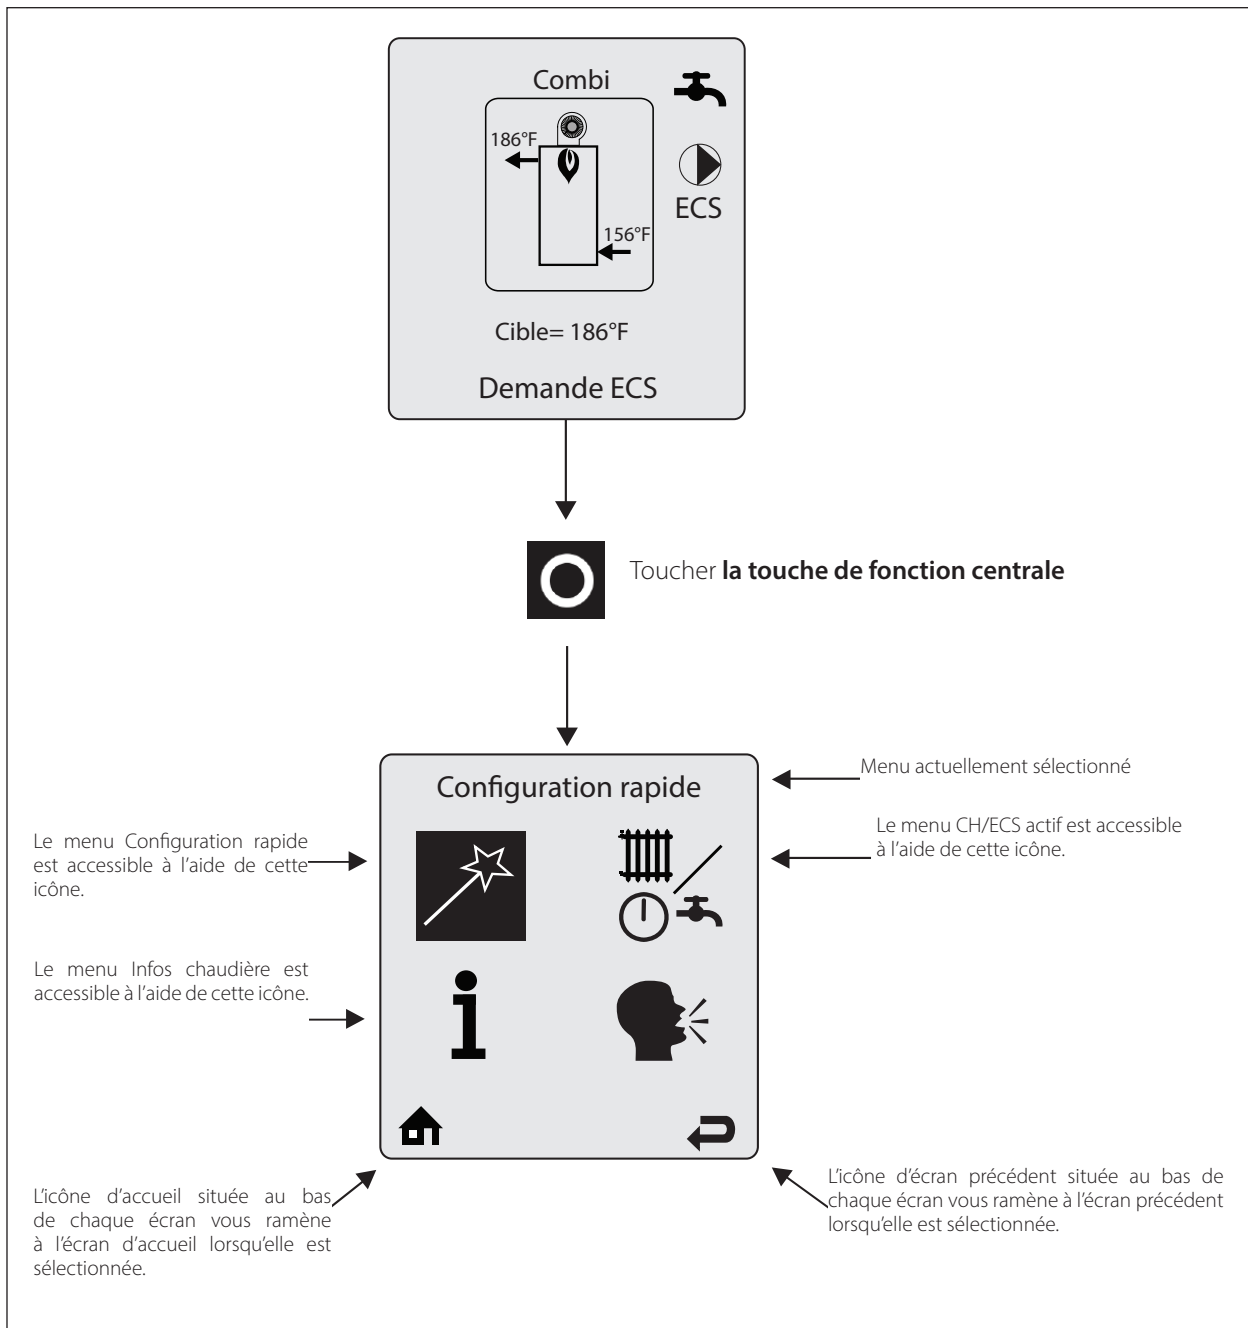 Combi
186°F
156°F
ECS
Cible= 186°F
Demande ECS
Toucher la touche de fonction centrale
Configuration rapide
Menu actuellement sélectionné
Le menu CH/ECS actif est accessible
à l'aide de cette icône.
Le menu Configuration rapide
est accessible à l'aide de cette
icône.
Le menu Infos chaudière est
accessible à l'aide de cette icône.
L'icône d'accueil située au bas
de chaque écran vous ramène
à l'écran d'accueil lorsqu'elle est
sélectionnée.
L'icône d'écran précédent située au bas de
chaque écran vous ramène à l'écran précédent
lorsqu'elle est sélectionnée.